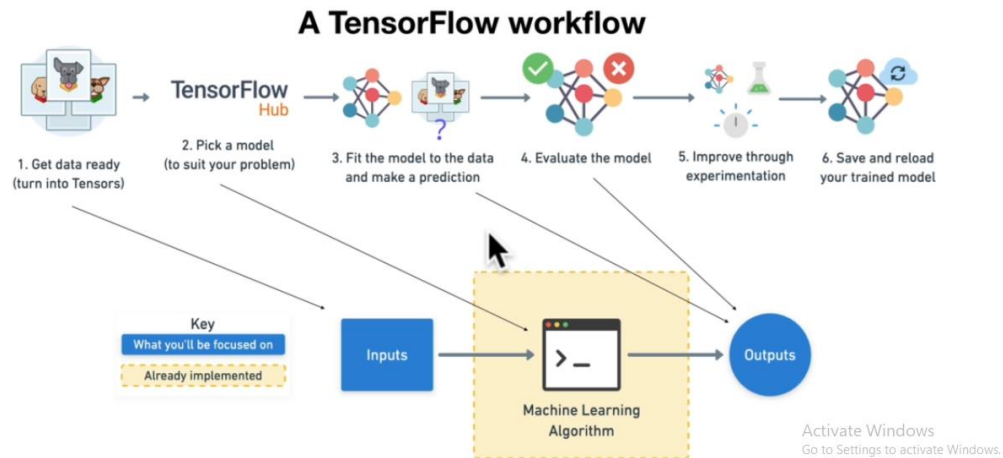 A TensorFlow workflow
TensorFlow
Hub
1. Get data ready
(turn into Tensors)
2. Pick a model
(to suit your problem)
?
3. Fit the model to the data
and make a prediction
4. Evaluate the model
5. Improve through
experimentation
6. Save and reload
your trained model
Key
What you'll be focused on
Already implemented
Inputs
>_
Machine Learning
Algorithm
Outputs
Activate Windows
Go to Settings to activate Windows.